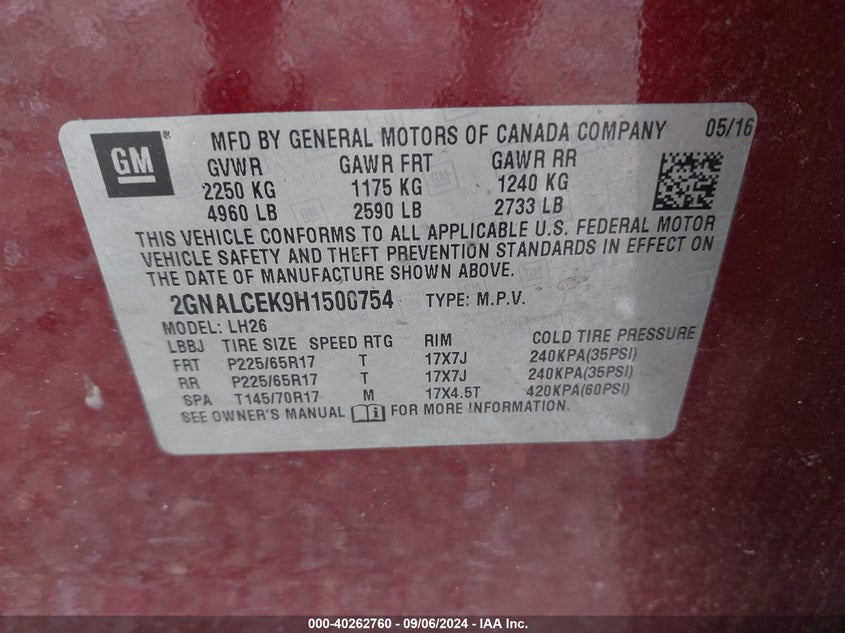 GM
MFD BY GENERAL MOTORS OF CANADA COMPANY 05/16
GVWR GAWR FRT GAWR RR
2250 KG 1175 KG 1240 KG
4960 LB 2590 LB 2733 LB
THIS VEHICLE CONFORMS TO ALL APPLICABLE U.S. FEDERAL MOTOR
VEHICLE SAFETY AND THEFT PREVENTION STANDARDS IN EFFECT ON
THE DATE OF MANUFACTURE SHOWN ABOVE.
2GNALCEK9H1500754 TYPE: M.P.V.
MODEL: LH26
LBBJ TIRE SIZE SPEED RTG RIM COLD TIRE PRESSURE
FRT P225/65R17 T 17X7J 240KPA(35PSI)
RR P225/65R17 T 17X7J 240KPA(35PSI)
SPA T145/70R17 M 17X4.5T 420KPA(60PSI)
SEE OWNER'S MANUAL FOR MORE INFORMATION.
000-40262760 - 09/06/2024 - IAA Inc.